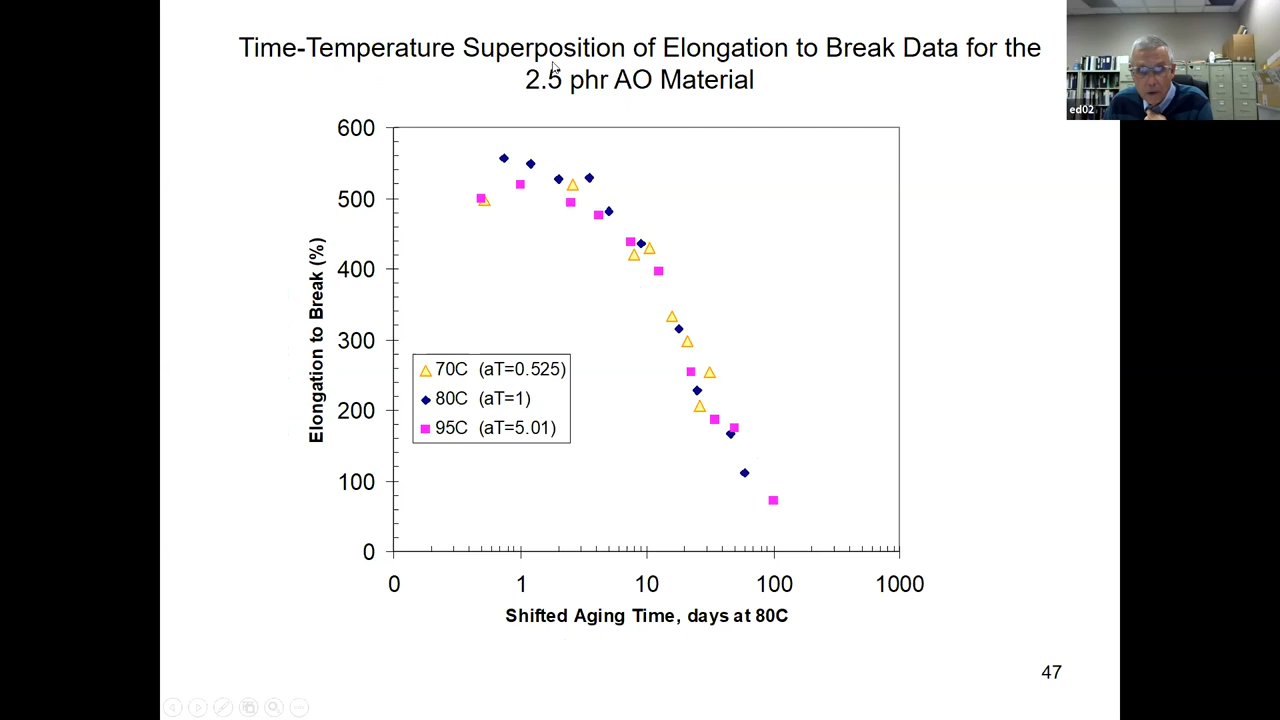 Time-Temperature Superposition of Elongation to Break Data for the
2.5 phr AO Material
ed02
600
500
400
300
200
100
0
Elongation to Break (%)
70C (aT=0.525)
80C (aT=1)
95C (aT=5.01)
0 1 10 100 1000
Shifted Aging Time, days at 80C
47